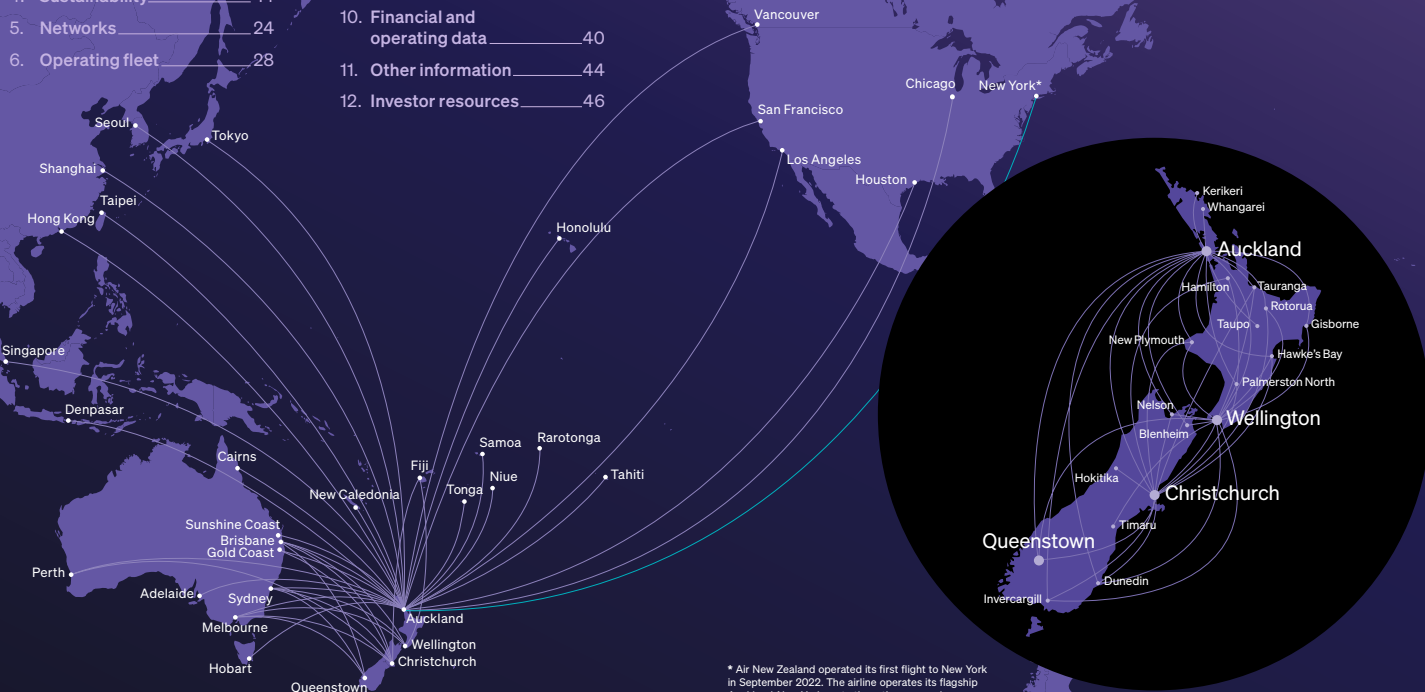 5. Networks 24
6. Operating fleet 28
10. Financial and
operating data 40
11. Other information 44
12. Investor resources 46
Vancouver
Chicago
New York*
San Francisco
Los Angeles
Houston
Seoul
Tokyo
Shanghai
Taipei
Hong Kong
Honolulu
Singapore
Denpasar
Cairns
Fiji
Samoa
Rarotonga
Niue
Tonga
Tahiti
New Caledonia
Sunshine Coast
Brisbane
Gold Coast
Perth
Adelaide
Sydney
Melbourne
Hobart
Auckland
Wellington
Christchurch
Queenstown
Kerikeri
Whangarei
Auckland
Hamilton
Tauranga
Rotorua
Taupo
Gisborne
New Plymouth
Hawke's Bay
Palmerston North
Nelson
Wellington
Blenheim
Hokitika
Christchurch
Timaru
Queenstown
Dunedin
Invercargill
* Air New Zealand operated its first flight to New York
in September 2022. The airline operates its flagship